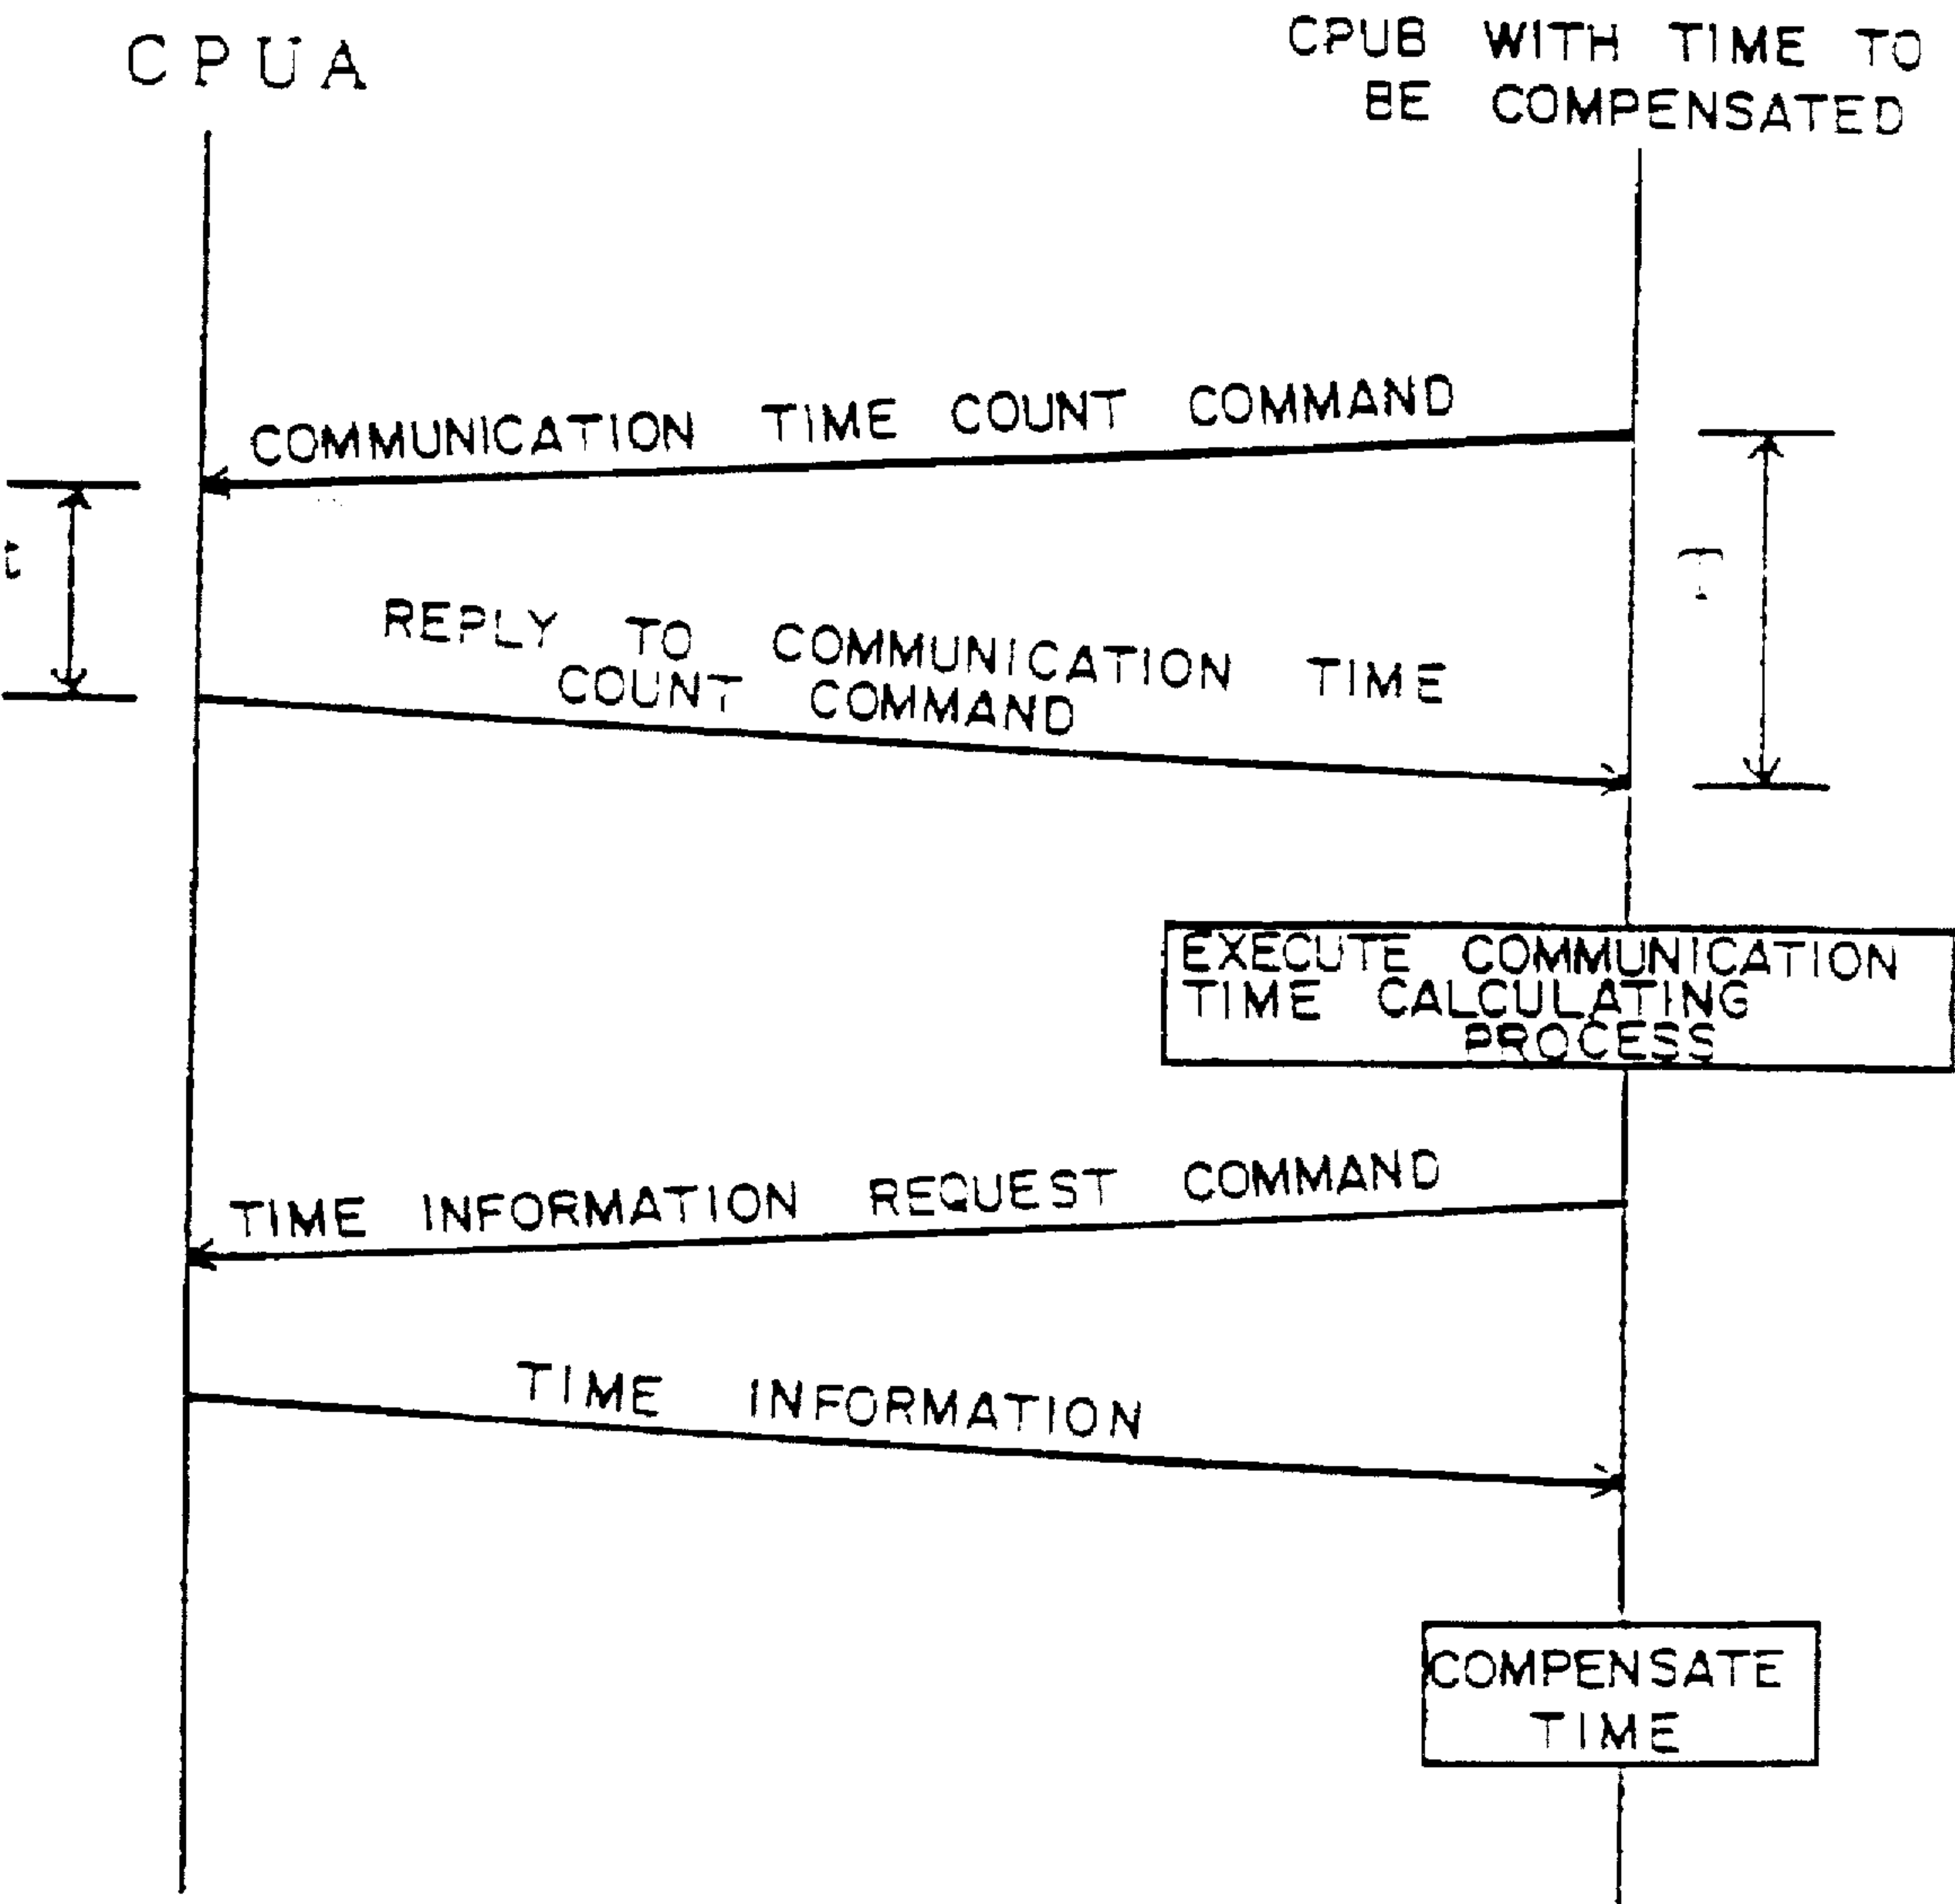 CPUA
CPUB WITH TIME TO
BE COMPENSATED
COMMUNICATION TIME COUNT COMMAND
t
T
REPLY TO COMMUNICATION TIME
COUNT COMMAND
EXECUTE COMMUNICATION
TIME CALCULATING
PROCESS
TIME INFORMATION REQUEST COMMAND
TIME INFORMATION
COMPENSATE
TIME